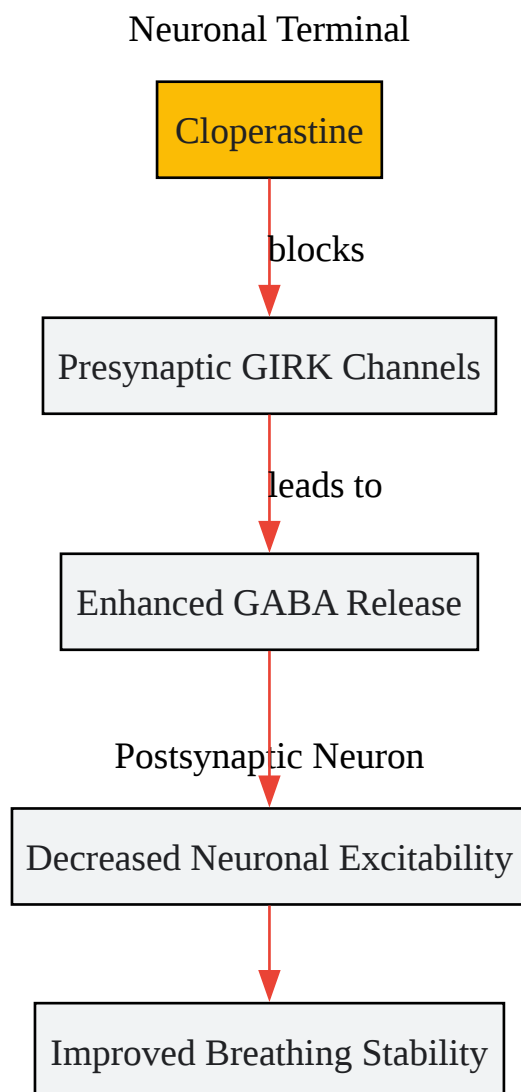 Neuronal Terminal
Cloperastine
blocks
Presynaptic GIRK Channels
leads to
Enhanced GABA Release
Postsynaptic Neuron
Decreased Neuronal Excitability
Improved Breathing Stability